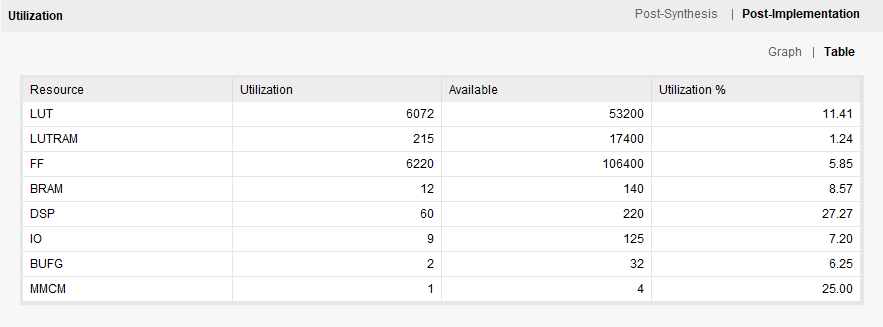 Utilization Post-Synthesis | Post-Implementation
Graph | Table
Resource Utilization Available Utilization %
LUT 6072 53200 11.41
LUTRAM 215 17400 1.24
FF 6220 106400 5.85
BRAM 12 140 8.57
DSP 60 220 27.27
IO 9 125 7.20
BUFG 2 32 6.25
MMCM 1 4 25.00